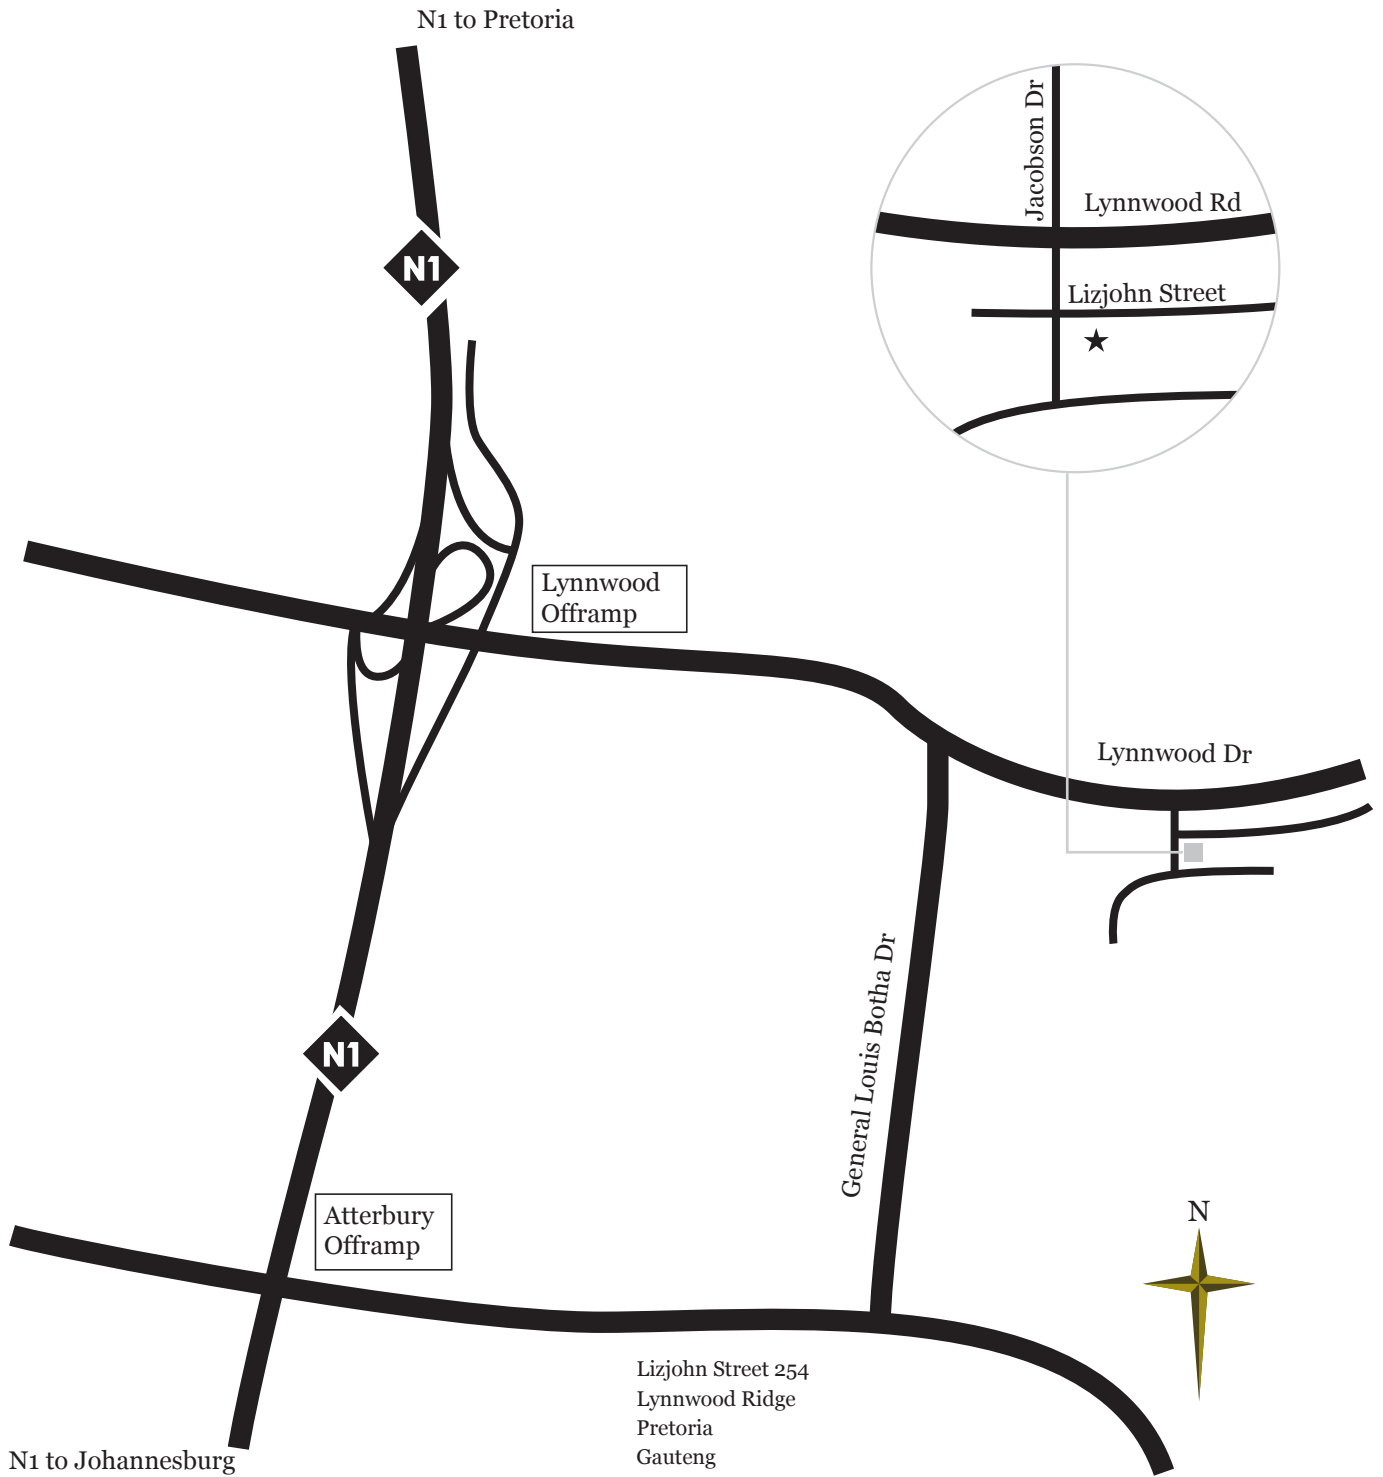 N1 to Pretoria
Jacobson Dr
Lynnwood Rd
N1
Lizjohn Street
Lynnwood
Offramp
Lynnwood Dr
General Louis Botha Dr
N1
Atterbury
Offramp
N
Lizjohn Street 254
Lynnwood Ridge
Pretoria
Gauteng
N1 to Johannesburg